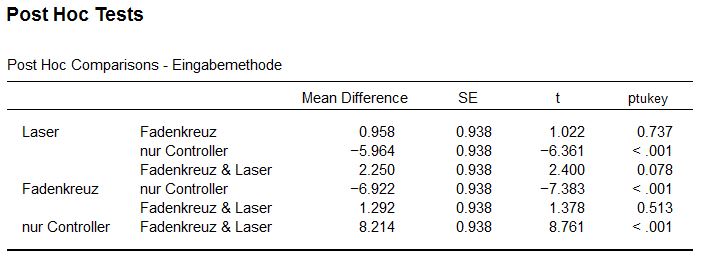 Post Hoc Tests
Post Hoc Comparisons - Eingabemethode
Mean Difference SE t ptukey
Laser Fadenkreuz 0.958 0.938 1.022 0.737
nur Controller −5.964 0.938 −6.361 < .001
Fadenkreuz & Laser 2.250 0.938 2.400 0.078
Fadenkreuz nur Controller −6.922 0.938 −7.383 < .001
Fadenkreuz & Laser 1.292 0.938 1.378 0.513
nur Controller Fadenkreuz & Laser 8.214 0.938 8.761 < .001